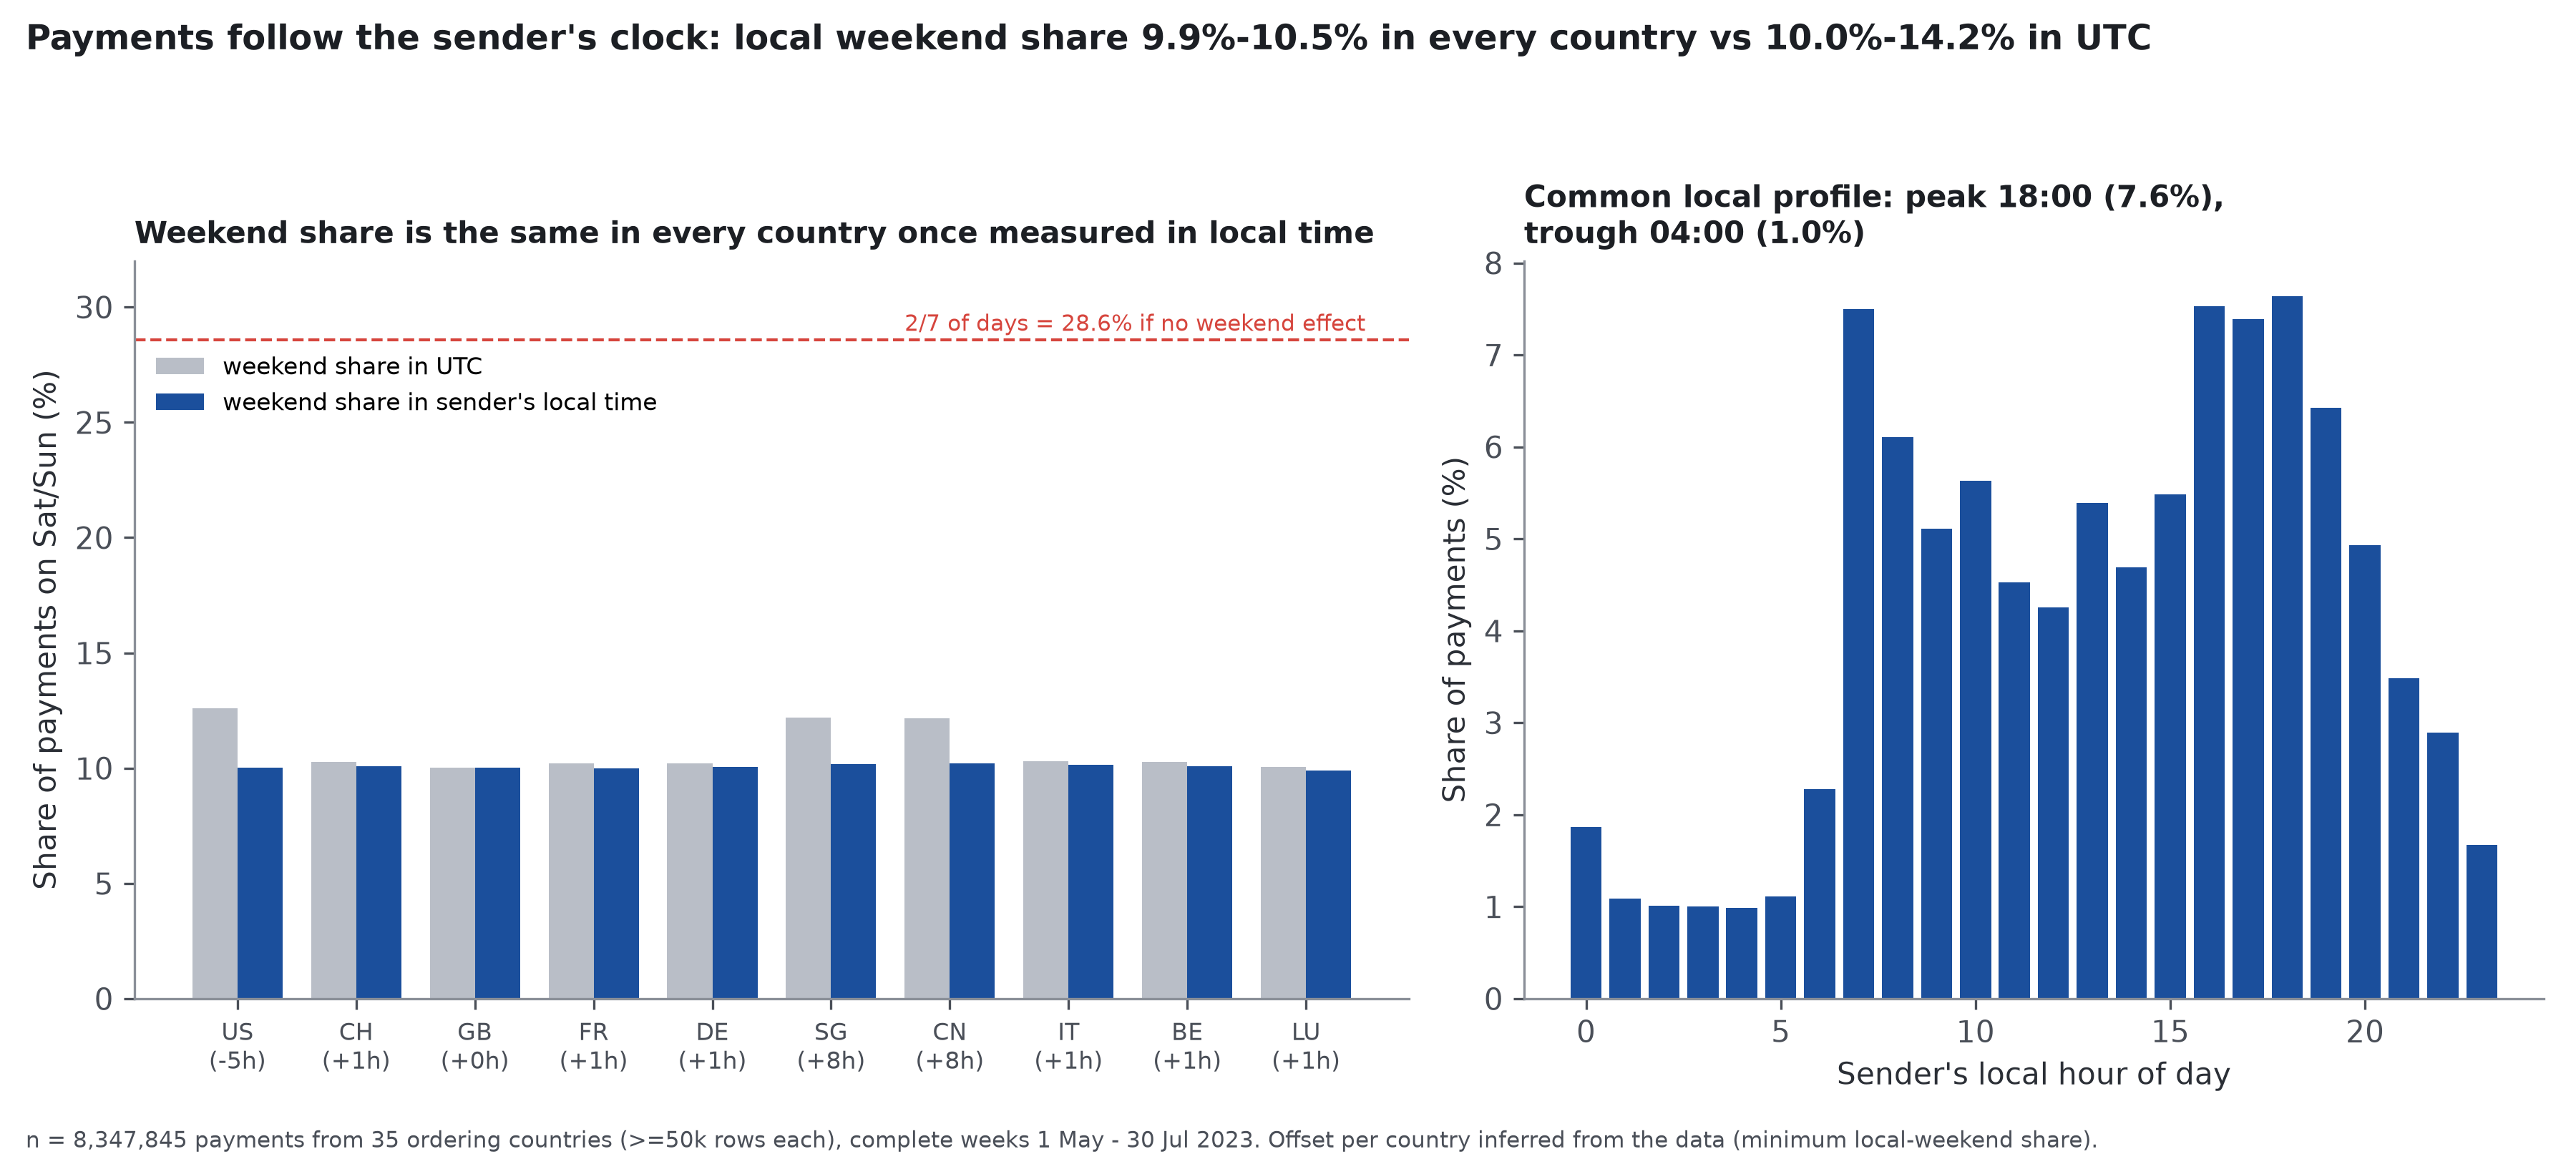 Payments follow the sender's clock: local weekend share 9.9%-10.5% in every country vs 10.0%-14.2% in UTC
Weekend share is the same in every country once measured in local time
Share of payments on Sat/Sun (%)
30
25
20
15
10
5
0
2/7 of days = 28.6% if no weekend effect
weekend share in UTC
weekend share in sender's local time
US CH GB FR DE SG CN IT BE LU
(-5h) (+1h) (+0h) (+1h) (+1h) (+8h) (+8h) (+1h) (+1h) (+1h)
Common local profile: peak 18:00 (7.6%),
trough 04:00 (1.0%)
Share of payments (%)
8
7
6
5
4
3
2
1
0
0 5 10 15 20
Sender's local hour of day
n = 8,347,845 payments from 35 ordering countries (>=50k rows each), complete weeks 1 May - 30 Jul 2023. Offset per country inferred from the data (minimum local-weekend share).